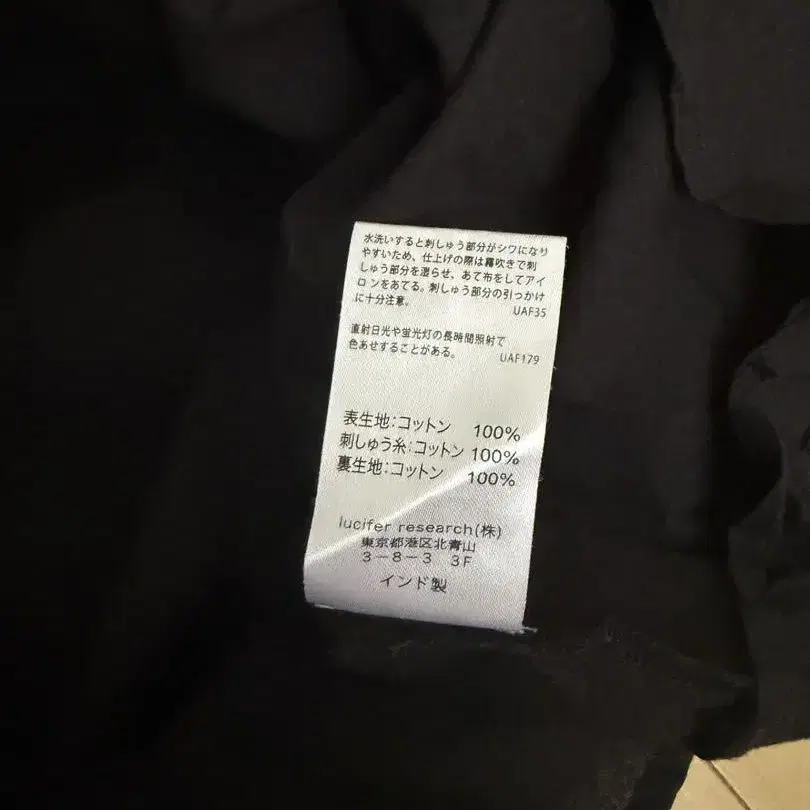 水洗いすると刺しゅう部分がシワになり
やすいため、仕上げの際は霧吹きで刺
しゅう部分を湿らせ、あて布をしてアイ
ロンをあてる。刺しゅう部分の引っかけ
に十分注意。
UAF35
直射日光や蛍光灯の長時間照射で
色あせすることがある。
UAF179
表生地:コットン 100%
刺しゅう糸:コットン 100%
裏生地:コットン 100%
lucifer research(株)
東京都港区北青山
3-8-3 3F
インド製